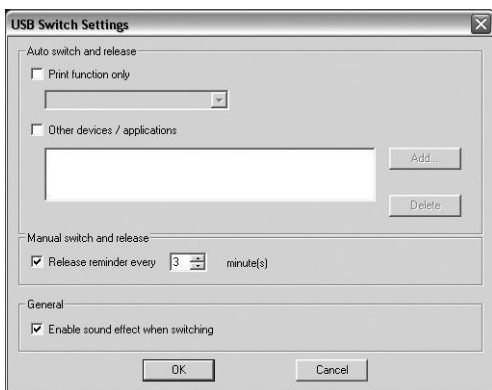 USB Switch Settings
Auto switch and release
Print function only
Other devices / applications
Add...
Delete
Manual switch and release
Release reminder every 3 minute(s)
General
Enable sound effect when switching
OK Cancel